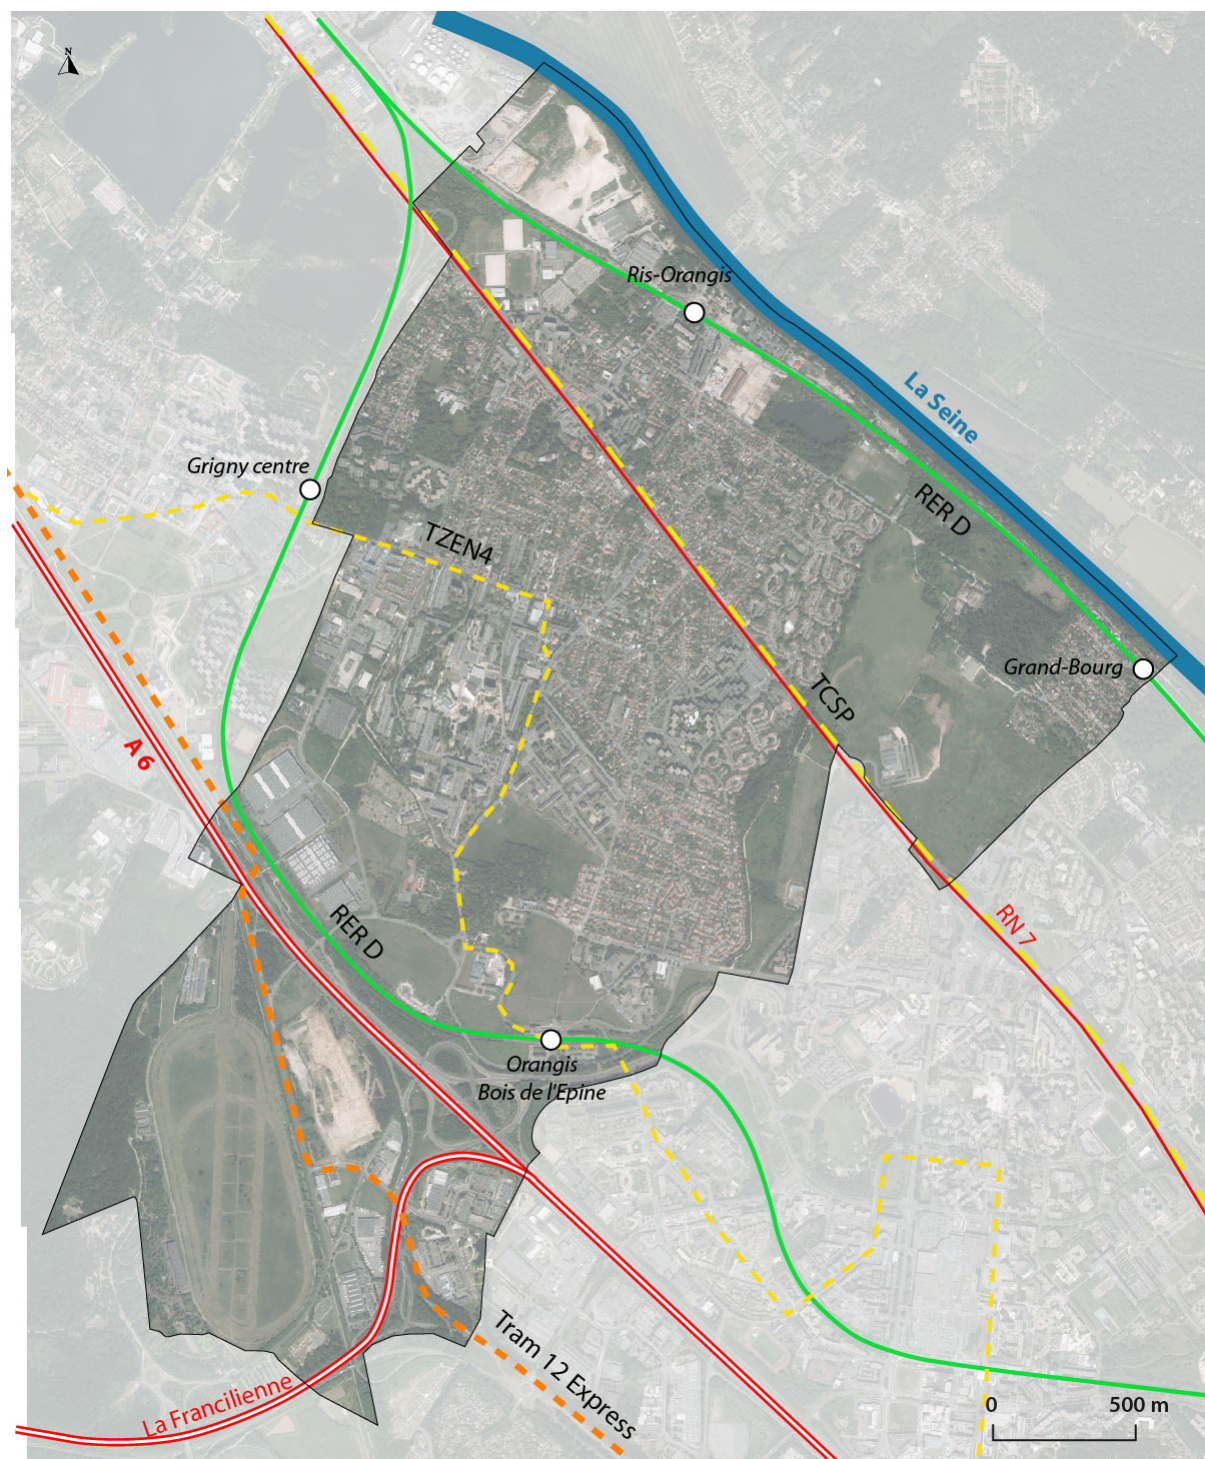 N
Ris-Orangis
La Seine
Grigny centre
RER D
TZEN4
Grand-Bourg
TCSP
A 6
RER D
RN 7
Orangis
Bois de l'Epine
Tram 12 Express
La Francilienne
0 500 m